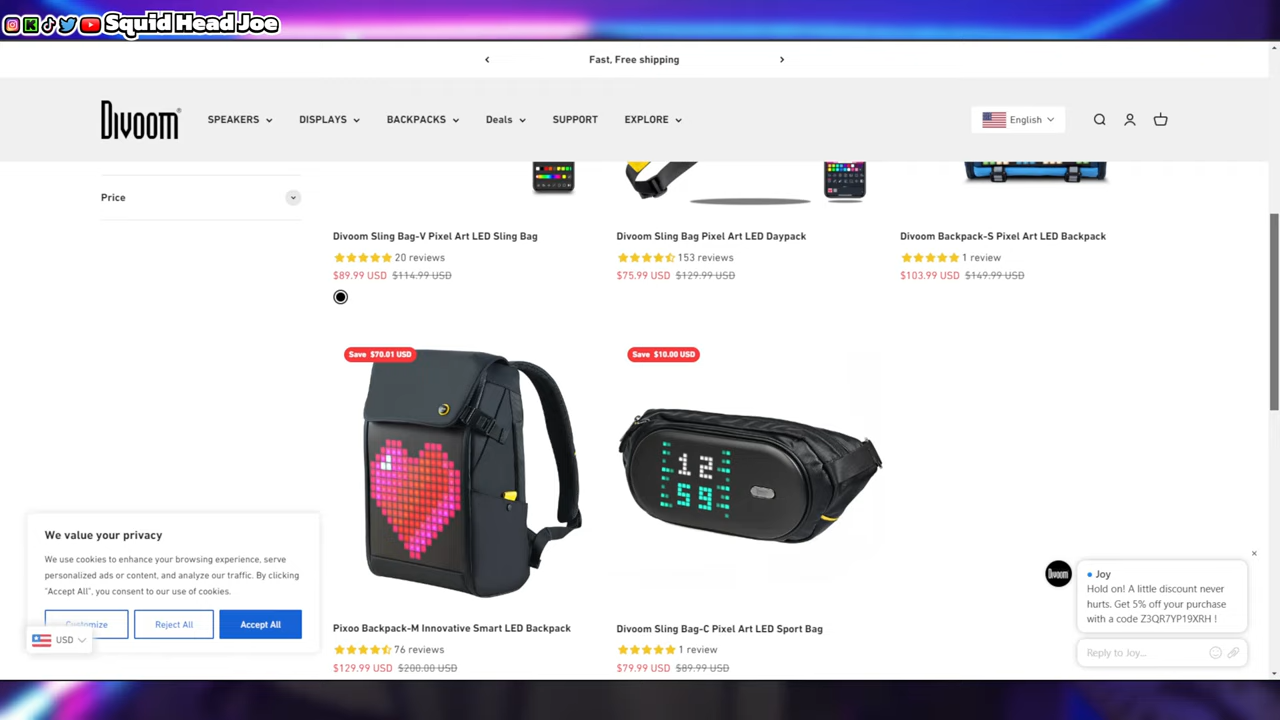 Squid Head Joe
Fast, Free shipping
Divoom
SPEAKERS
DISPLAYS
BACKPACKS
Deals
SUPPORT
EXPLORE
English
Price
Divoom Sling Bag-V Pixel Art LED Sling Bag
20 reviews
$89.99 USD $114.99 USD
Divoom Sling Bag Pixel Art LED Daypack
153 reviews
$75.99 USD $129.99 USD
Divoom Backpack-S Pixel Art LED Backpack
1 review
$103.99 USD $149.99 USD
Save $70.01 USD
Save $10.00 USD
12
59
Pixoo Backpack-M Innovative Smart LED Backpack
76 reviews
$129.99 USD $200.00 USD
Divoom Sling Bag-C Pixel Art LED Sport Bag
1 review
$79.99 USD $89.99 USD
We value your privacy
We use cookies to enhance your browsing experience, serve
personalized ads or content, and analyze our traffic. By clicking
"Accept All", you consent to our use of cookies.
Customize
Reject All
Accept All
USD
Divoom
Joy
Hold on! A little discount never
hurts. Get 5% off your purchase
with a code Z3QR7YP19XRH !
Reply to Joy...